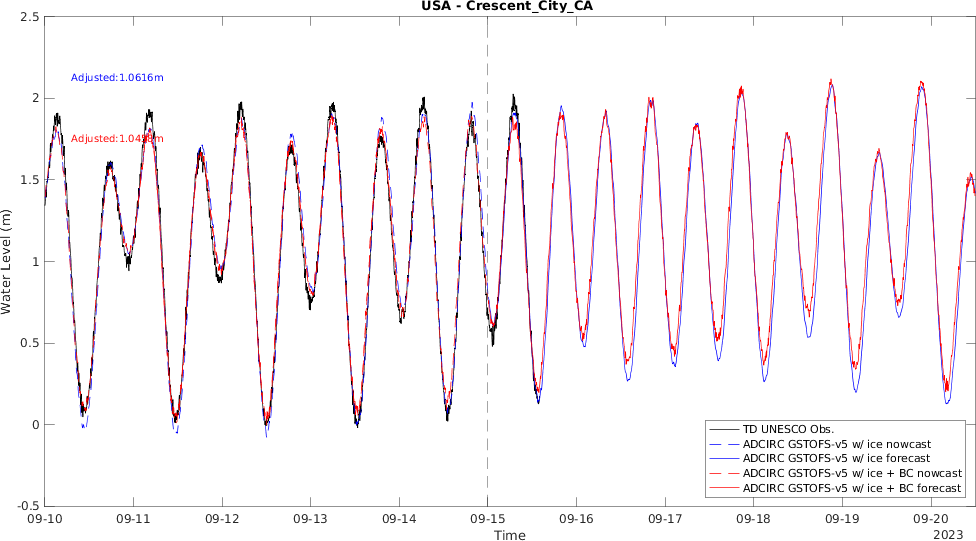 USA - Crescent_City_CA
2.5
2
1.5
1
0.5
0
-0.5
Water Level (m)
Adjusted:1.0616m
TD UNESCO Obs.
ADCIRC GSTOFS-v5 w/ ice nowcast
ADCIRC GSTOFS-v5 w/ ice forecast
ADCIRC GSTOFS-v5 w/ ice + BC nowcast
ADCIRC GSTOFS-v5 w/ ice + BC forecast
09-10 09-11 09-12 09-13 09-14 09-15 09-16 09-17 09-18 09-19 09-20
Time
2023